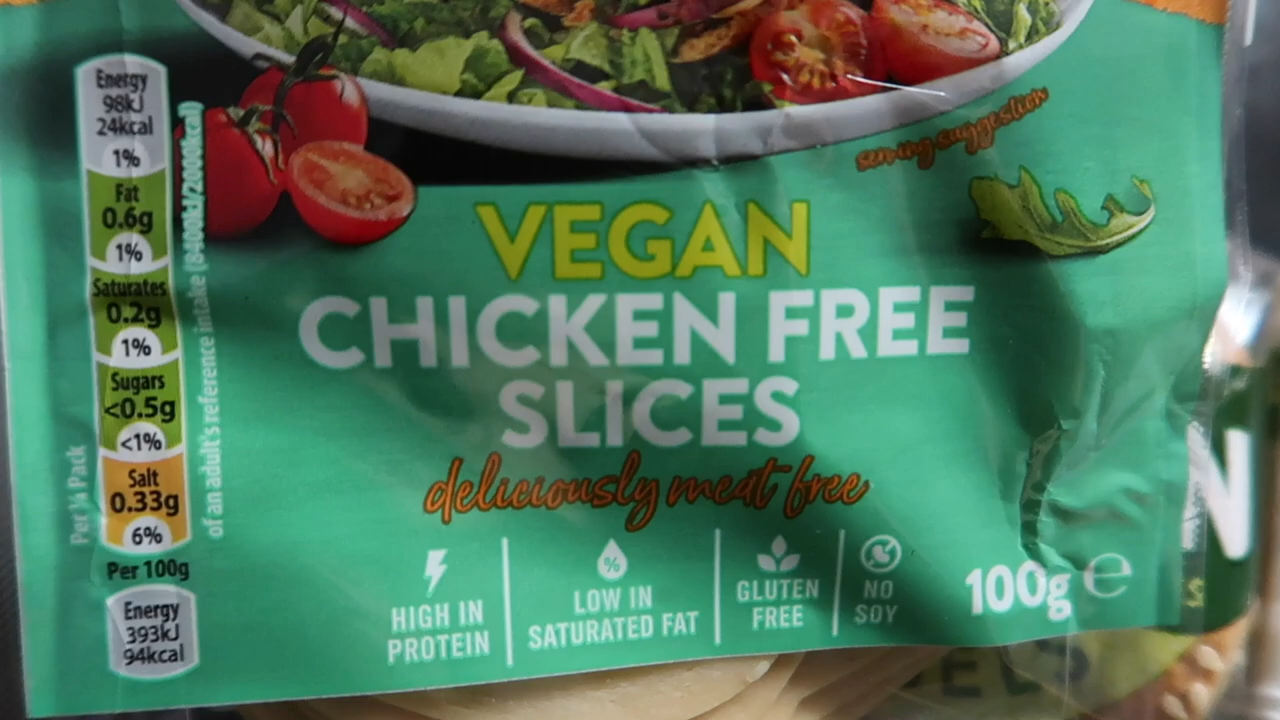 Energy
98kJ
24kcal
1%
Fat
0.6g
1%
Saturates
0.2g
1%
Sugars
<0.5g
<1%
Salt
0.33g
6%
Per ¼ Pack
of an adult's reference intake (8400kJ/2000kcal)
Per 100g
Energy
393kJ
94kcal
serving suggestion
VEGAN
CHICKEN FREE
SLICES
deliciously meat free
HIGH IN
PROTEIN
%
LOW IN
SATURATED FAT
GLUTEN
FREE
NO
SOY
100g e
N